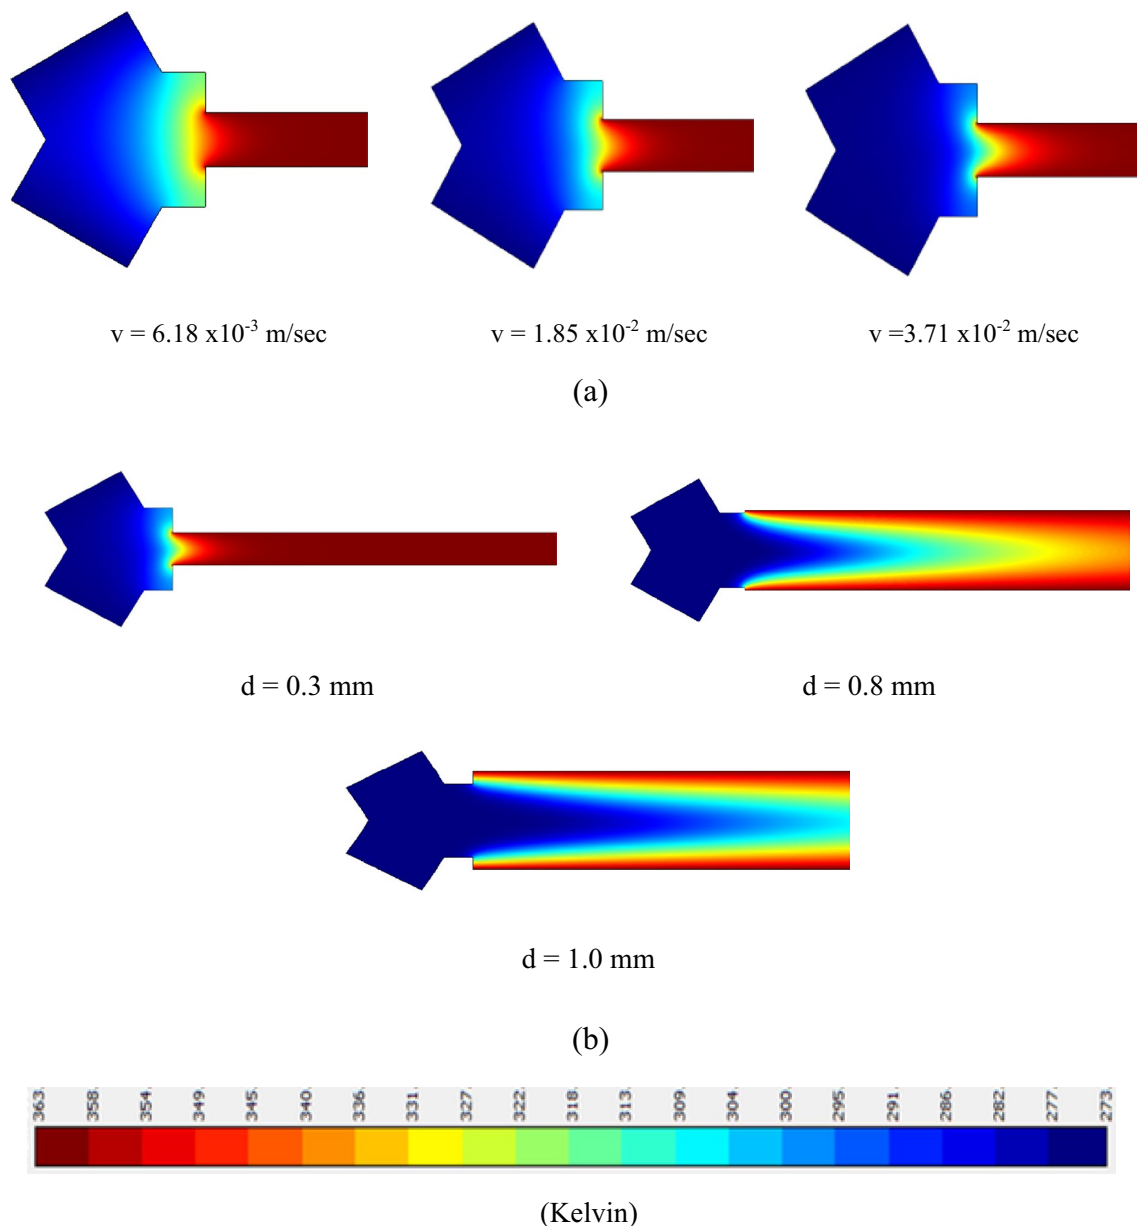 v = 6.18 x10⁻³ m/sec v = 1.85 x10⁻² m/sec v =3.71 x10⁻² m/sec
(a)
d = 0.3 mm d = 0.8 mm
d = 1.0 mm
(b)
363. 358. 354. 349. 345. 340. 336. 331. 327. 322. 318. 313. 309. 304. 300. 295. 291. 286. 282. 277. 273.
(Kelvin)